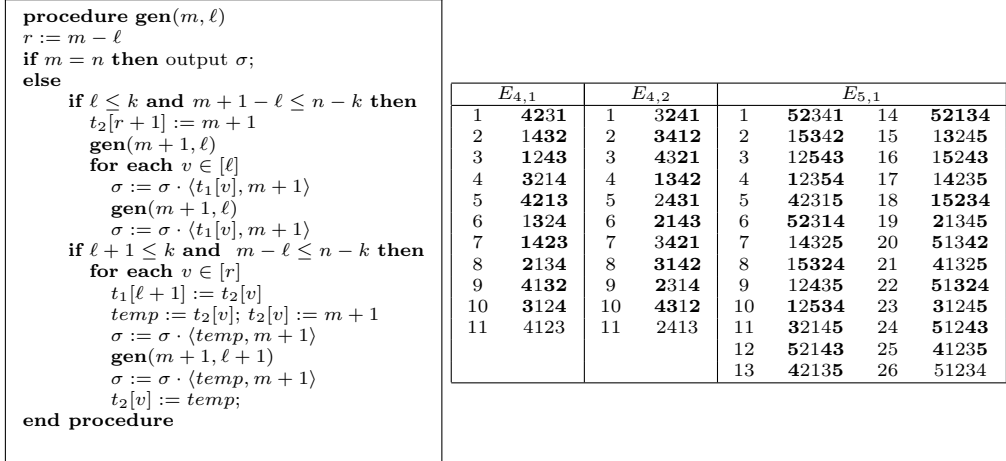 procedure gen(m, ℓ)
r := m − ℓ
if m = n then output σ;
else
if ℓ ≤ k and m + 1 − ℓ ≤ n − k then
t₂[r + 1] := m + 1
gen(m + 1, ℓ)
for each v ∈ [ℓ]
σ := σ · ⟨t₁[v], m + 1⟩
gen(m + 1, ℓ)
σ := σ · ⟨t₁[v], m + 1⟩
if ℓ + 1 ≤ k and m − ℓ ≤ n − k then
for each v ∈ [r]
t₁[ℓ + 1] := t₂[v]
temp := t₂[v]; t₂[v] := m + 1
σ := σ · ⟨temp, m + 1⟩
gen(m + 1, ℓ + 1)
σ := σ · ⟨temp, m + 1⟩
t₂[v] := temp;
end procedure
E₄,₁ E₄,₂ E₅,₁
1 4231 1 3241 1 52341 14 52134
2 1432 2 3412 2 15342 15 13245
3 1243 3 4321 3 12543 16 15243
4 3214 4 1342 4 12354 17 14235
5 4213 5 2431 5 42315 18 15234
6 1324 6 2143 6 52314 19 21345
7 1423 7 3421 7 14325 20 51342
8 2134 8 3142 8 15324 21 41325
9 4132 9 2314 9 12435 22 51324
10 3124 10 4312 10 12534 23 31245
11 4123 11 2413 11 32145 24 51243
12 52143 25 41235
13 42135 26 51234